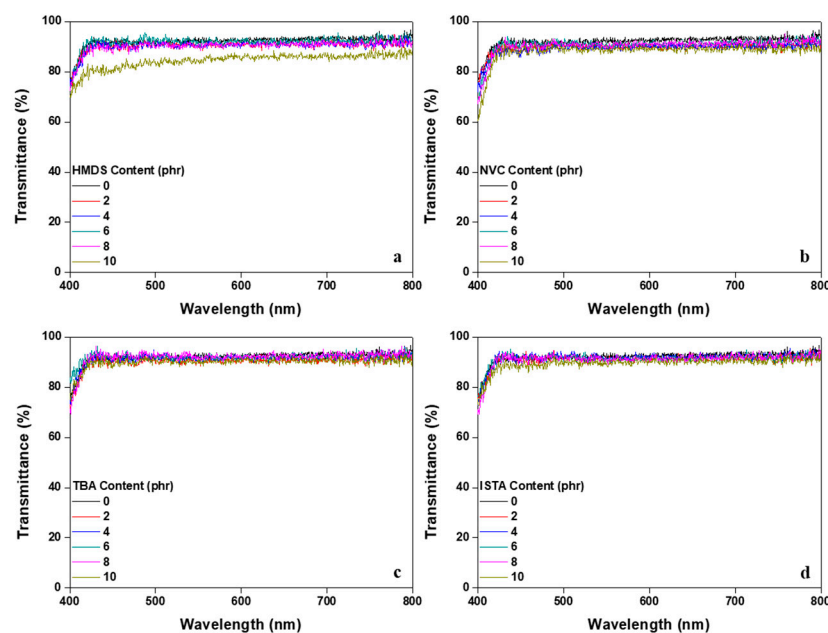 100
80
60
40
20
0
Transmittance (%)
HMDS Content (phr)
0
2
4
6
8
10
a
400 500 600 700 800
Wavelength (nm)
100
80
60
40
20
0
Transmittance (%)
NVC Content (phr)
0
2
4
6
8
10
b
400 500 600 700 800
Wavelength (nm)
100
80
60
40
20
0
Transmittance (%)
TBA Content (phr)
0
2
4
6
8
10
c
400 500 600 700 800
Wavelength (nm)
100
80
60
40
20
0
Transmittance (%)
ISTA Content (phr)
0
2
4
6
8
10
d
400 500 600 700 800
Wavelength (nm)